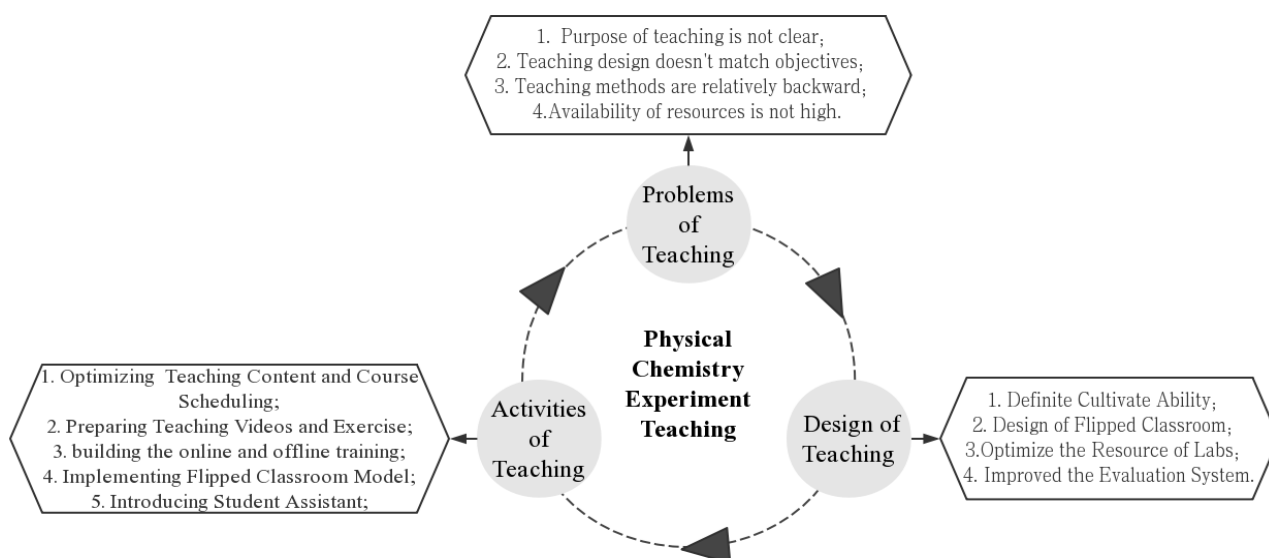 1. Purpose of teaching is not clear;
2. Teaching design doesn't match objectives;
3. Teaching methods are relatively backward;
4.Availability of resources is not high.
Problems
of
Teaching
Physical
Chemistry
Experiment
Teaching
1. Optimizing Teaching Content and Course
Scheduling;
2. Preparing Teaching Videos and Exercise;
3. building the online and offline training;
4. Implementing Flipped Classroom Model;
5. Introducing Student Assistant;
Activities
of
Teaching
Design of
Teaching
1. Definite Cultivate Ability;
2. Design of Flipped Classroom;
3.Optimize the Resource of Labs;
4. Improved the Evaluation System.